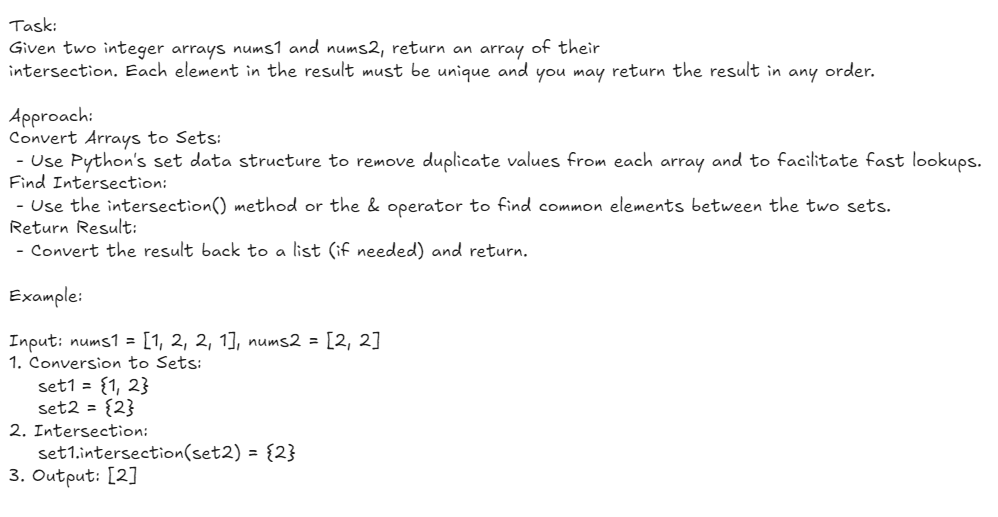 Task:
Given two integer arrays nums1 and nums2, return an array of their
intersection. Each element in the result must be unique and you may return the result in any order.
Approach:
Convert Arrays to Sets:
- Use Python's set data structure to remove duplicate values from each array and to facilitate fast lookups.
Find Intersection:
- Use the intersection() method or the & operator to find common elements between the two sets.
Return Result:
- Convert the result back to a list (if needed) and return.
Example:
Input: nums1 = [1, 2, 2, 1], nums2 = [2, 2]
1. Conversion to Sets:
set1 = {1, 2}
set2 = {2}
2. Intersection:
set1.intersection(set2) = {2}
3. Output: [2]